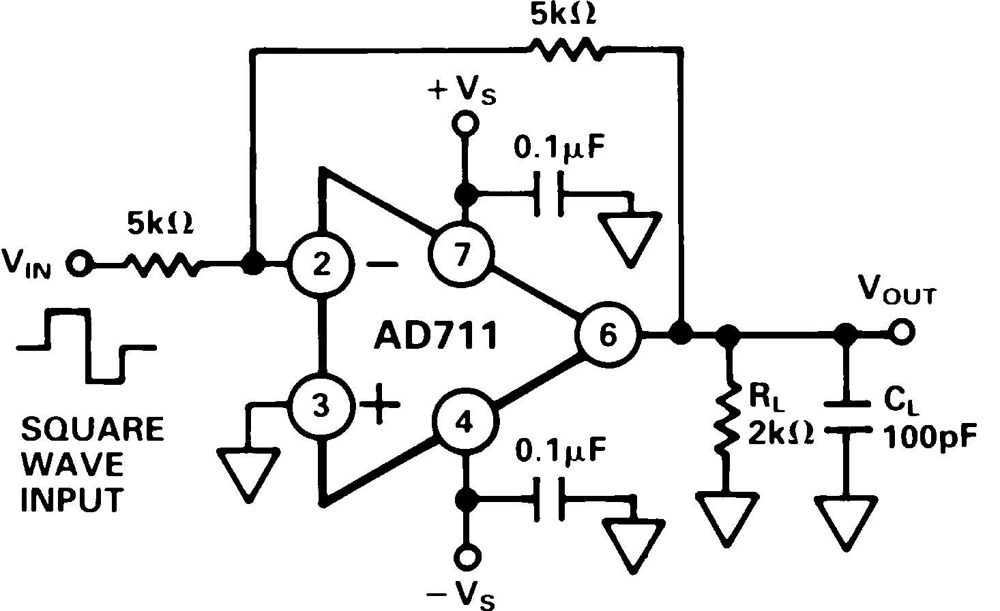 5kΩ
+ VS
0.1μF
5kΩ
VIN
2
−
7
VOUT
AD711
6
3
+
4
RL
2kΩ
CL
100pF
SQUARE
WAVE
INPUT
0.1μF
− VS